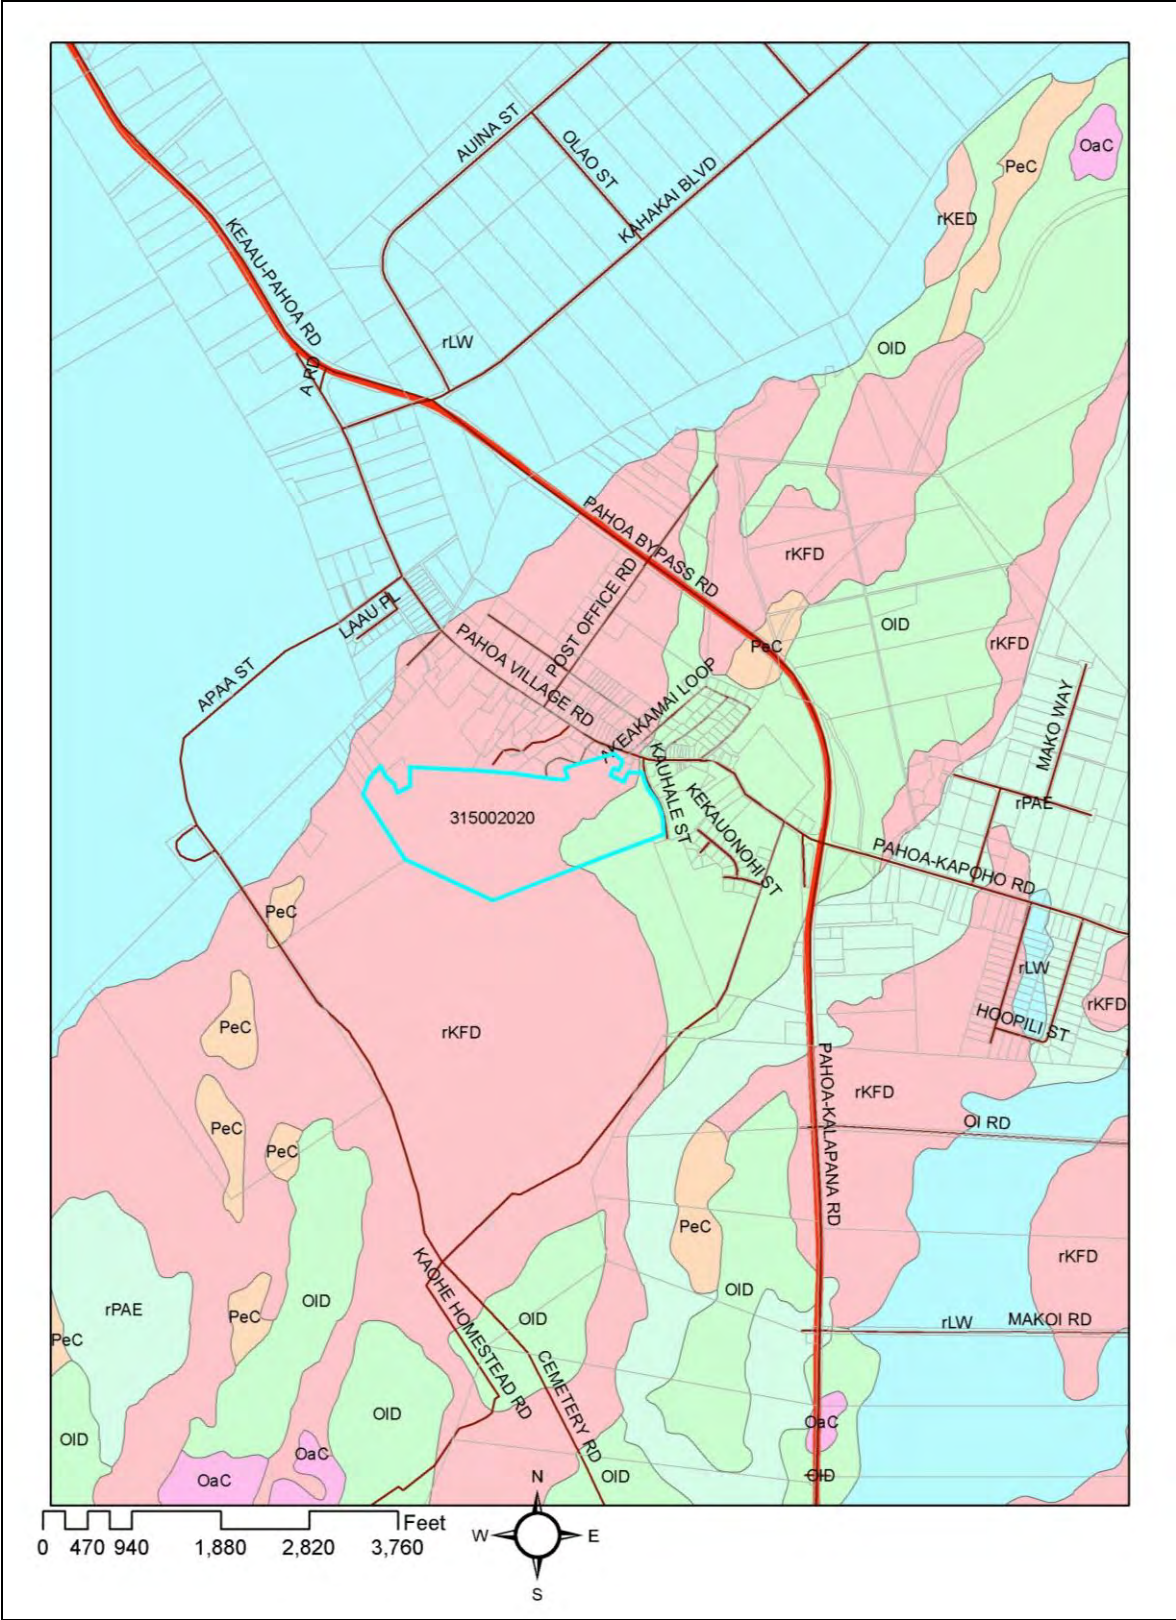 AUINA ST
OLAO ST
OaC
PeC
KAHAKAI BLVD
rKED
KEAAU-PAHOA RD
rLW
OID
A RD
PAHOA BYPASS RD
rKFD
POST OFFICE RD
LAAU PL
OID
PAHOA VILLAGE RD
PeC
rKFD
APAA ST
AKEAKAMAI LOOP
MAKO WAY
KAUHALE ST
KEKAUONOHI ST
rPAE
315002020
PAHOA-KAPOHO RD
PeC
rLW
PeC
rKFD
rKFD
HOOPILI ST
PAHOA-KALAPANA RD
rKFD
PeC
PeC
OI RD
PeC
rKFD
KAOHE HOMESTEAD RD
OID
rPAE
PeC
OID
OID
rLW
MAKOI RD
PeC
CEMETERY RD
OID
OID
OaC
OaC
OaC
OID
OID
N
Feet
W
E
0 470 940 1,880 2,820 3,760
S